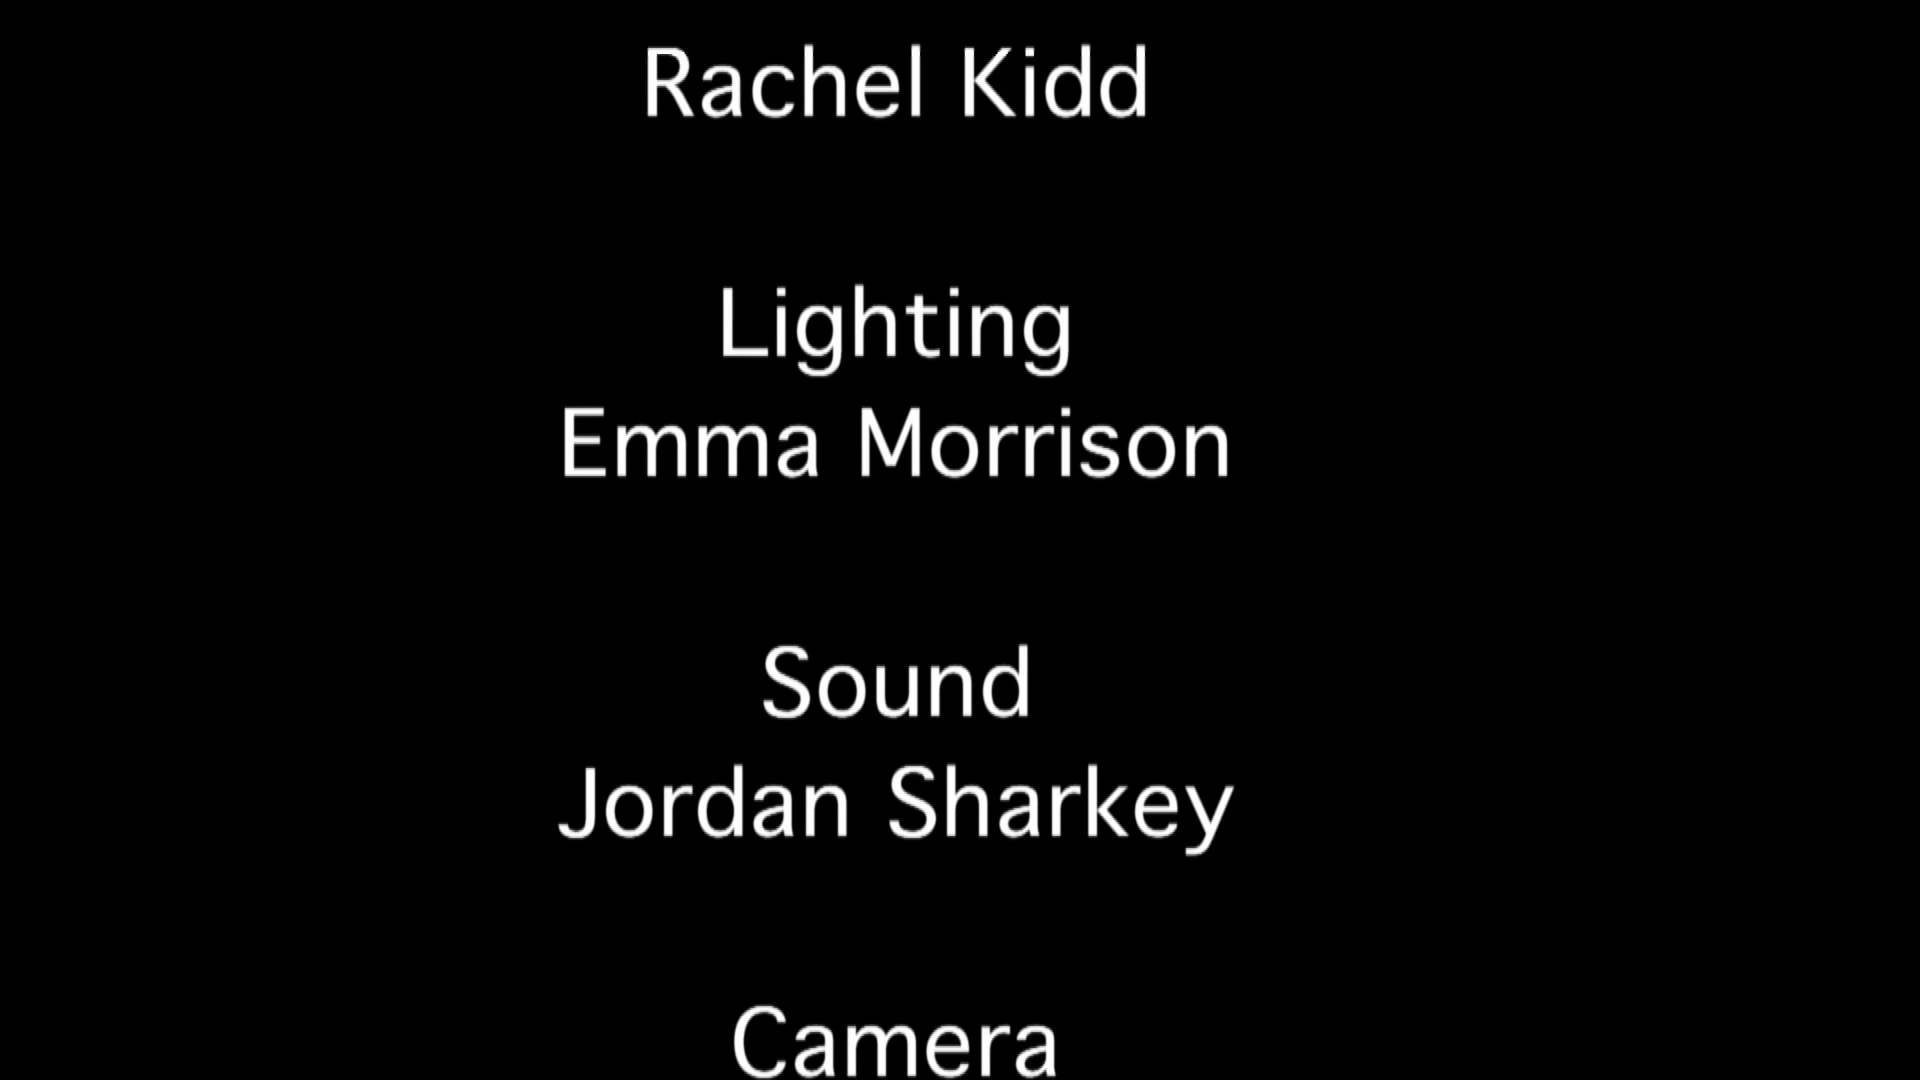 Rachel Kidd
Lighting
Emma Morrison
Sound
Jordan Sharkey
Camera